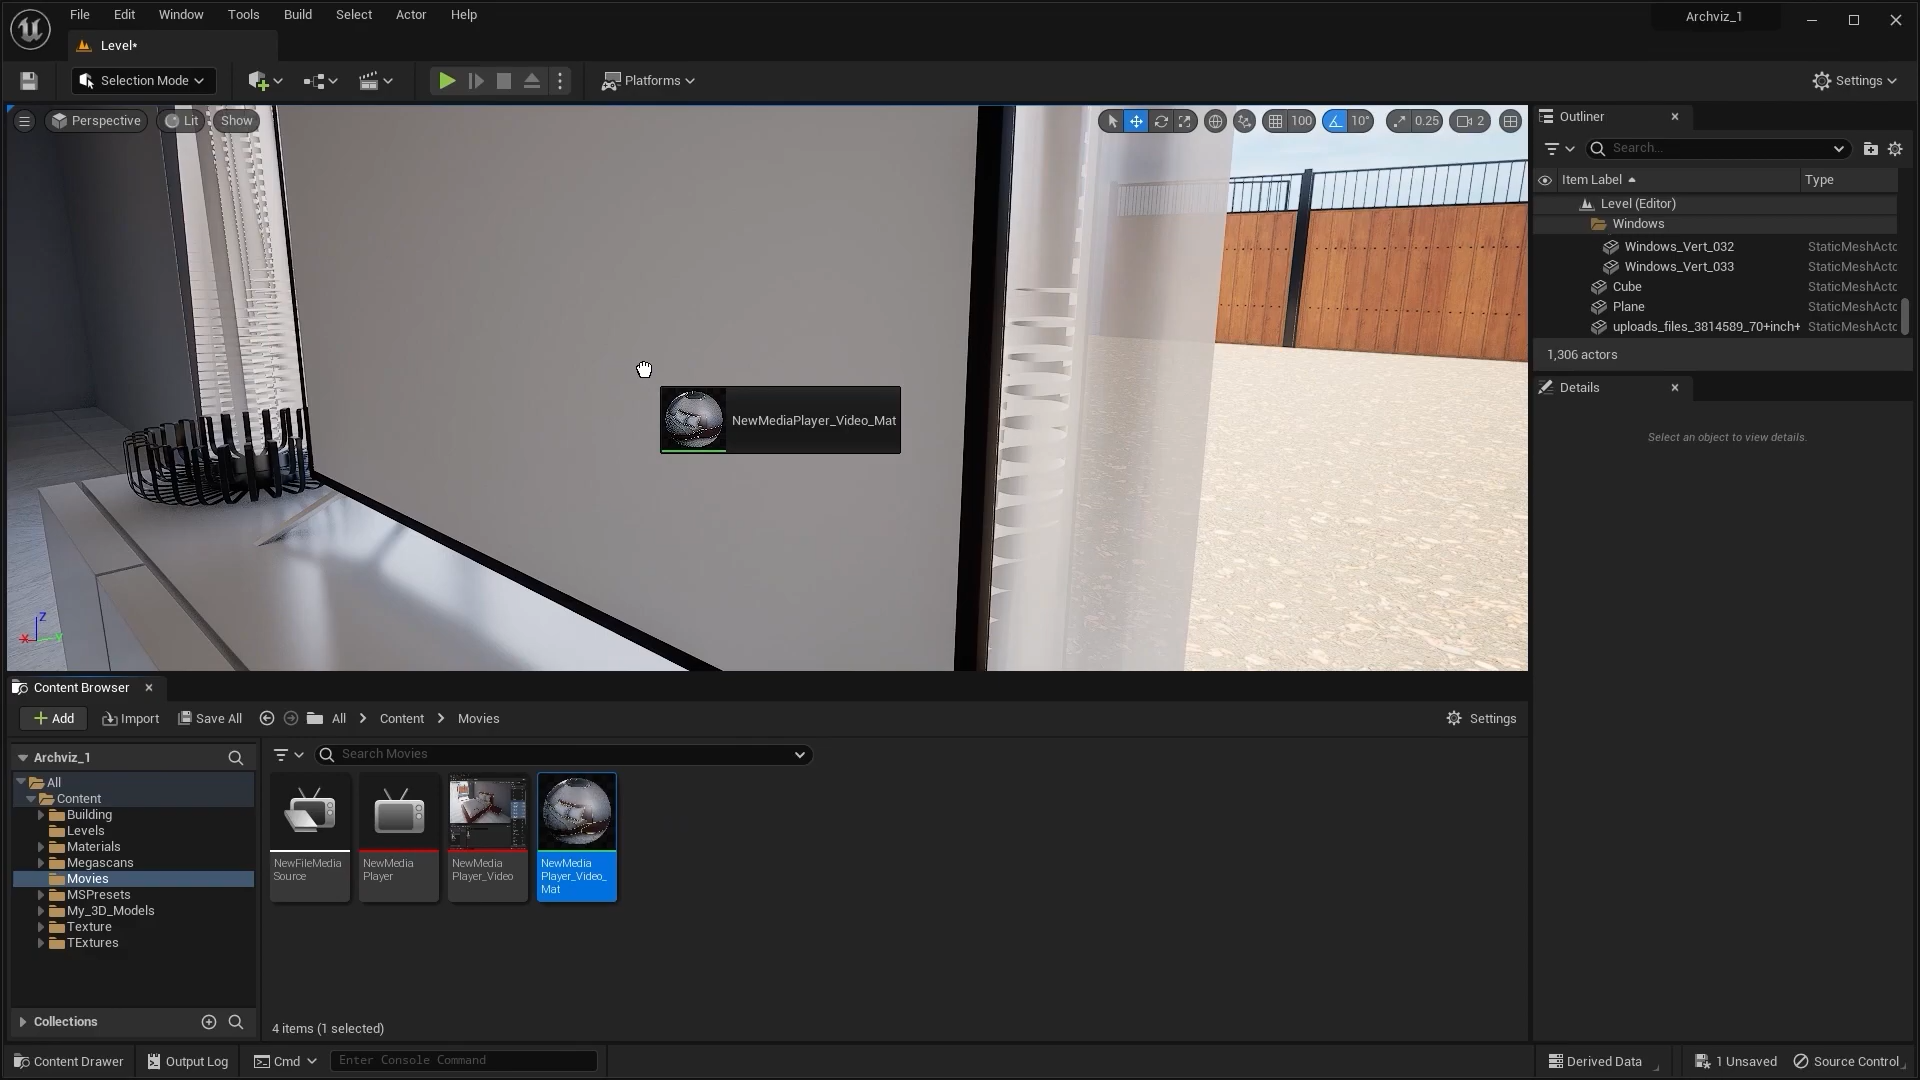 File Edit Window Tools Build Select Actor Help
Archviz_1
Level*
Selection Mode
Platforms
Settings
Perspective Lit Show
100 10° 0.25 2
Outliner
Search...
Item Label Type
Level (Editor)
Windows
Windows_Vert_032 StaticMeshActo
Windows_Vert_033 StaticMeshActo
Cube StaticMeshActo
Plane StaticMeshActo
uploads_files_3814589_70+inch+ StaticMeshActo
1,306 actors
Details
Select an object to view details.
NewMediaPlayer_Video_Mat
Z
X Y
Content Browser
Add Import Save All All Content Movies Settings
Archviz_1
Search Movies
All
Content
Building
Levels
Materials
Megascans
Movies
MSPresets
My_3D_Models
Texture
TExtures
NewFileMedia
Source
NewMedia
Player
NewMedia
Player_Video
NewMedia
Player_Video_
Mat
Collections
4 items (1 selected)
Content Drawer Output Log Cmd Enter Console Command
Derived Data 1 Unsaved Source Control